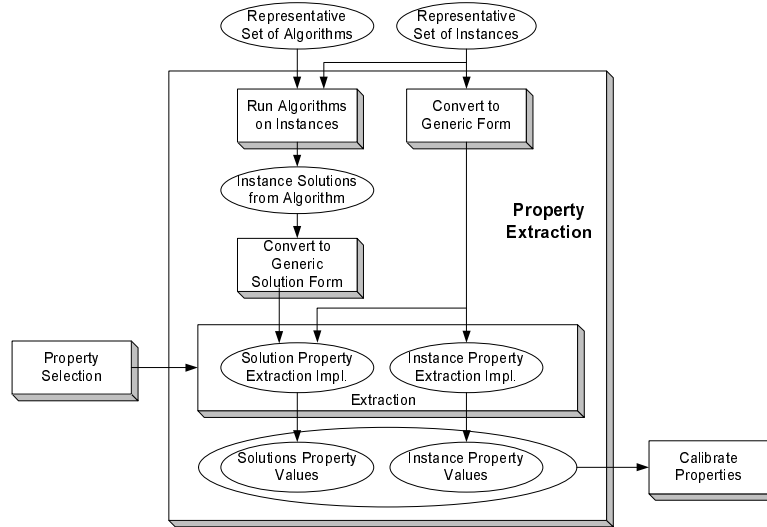 Representative
Set of Algorithms
Representative
Set of Instances
Run Algorithms
on Instances
Convert to
Generic Form
Instance Solutions
from Algorithm
Property
Extraction
Convert to
Generic
Solution Form
Property
Selection
Solution Property
Extraction Impl.
Instance Property
Extraction Impl.
Extraction
Solutions Property
Values
Instance Property
Values
Calibrate
Properties